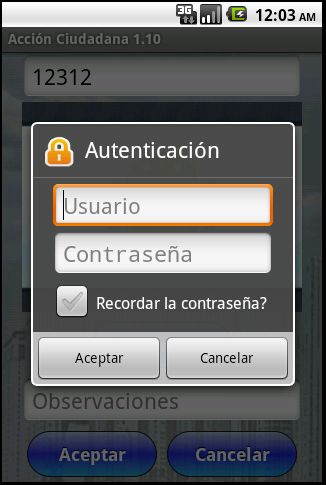 3G 12:03 AM
Acción Ciudadana 1.10
12312
Autenticación
Usuario
Contraseña
Recordar la contraseña?
Aceptar Cancelar
Observaciones
Aceptar Cancelar